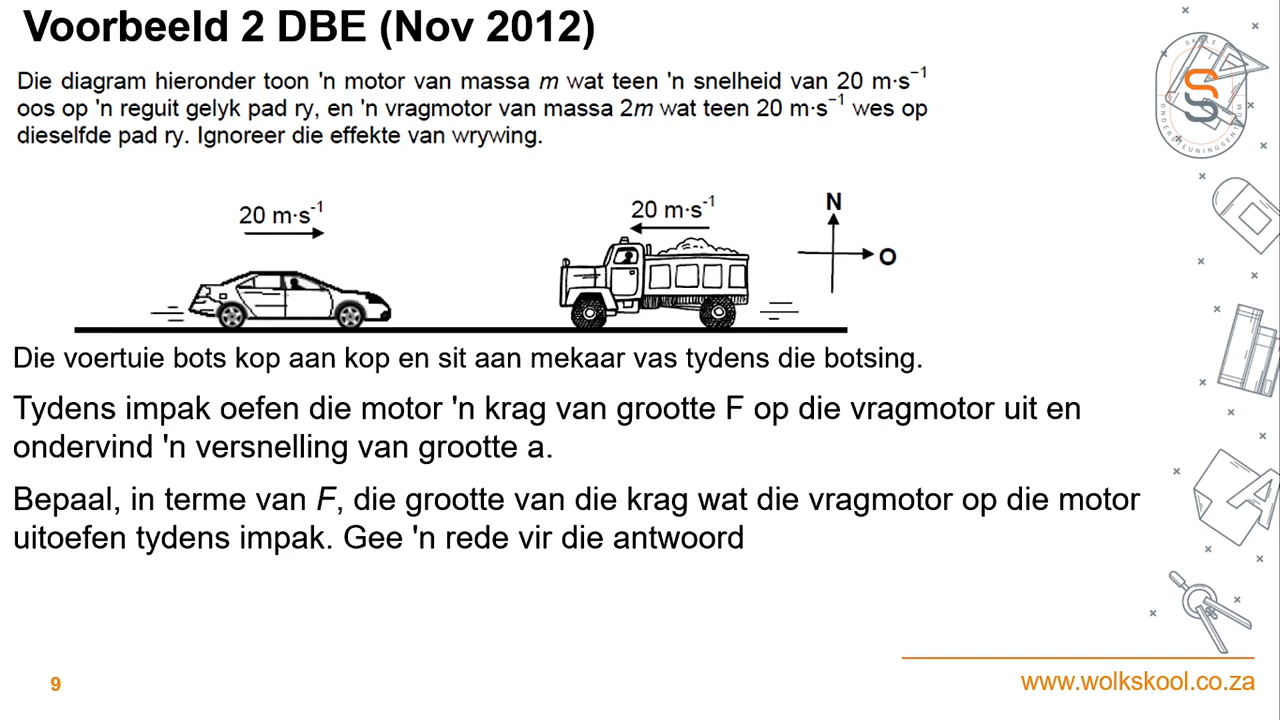 Voorbeeld 2 DBE (Nov 2012)
Die diagram hieronder toon 'n motor van massa m wat teen 'n snelheid van 20 m·s⁻¹
oos op 'n reguit gelyk pad ry, en 'n vragmotor van massa 2m wat teen 20 m·s⁻¹ wes op
dieselfde pad ry. Ignoreer die effekte van wrywing.
20 m·s⁻¹
20 m·s⁻¹
N
O
Die voertuie bots kop aan kop en sit aan mekaar vas tydens die botsing.
Tydens impak oefen die motor 'n krag van grootte F op die vragmotor uit en
ondervind 'n versnelling van grootte a.
Bepaal, in terme van F, die grootte van die krag wat die vragmotor op die motor
uitoefen tydens impak. Gee 'n rede vir die antwoord
SKOLE
ONDERSTEUNINGSENTRUM
9
www.wolkskool.co.za